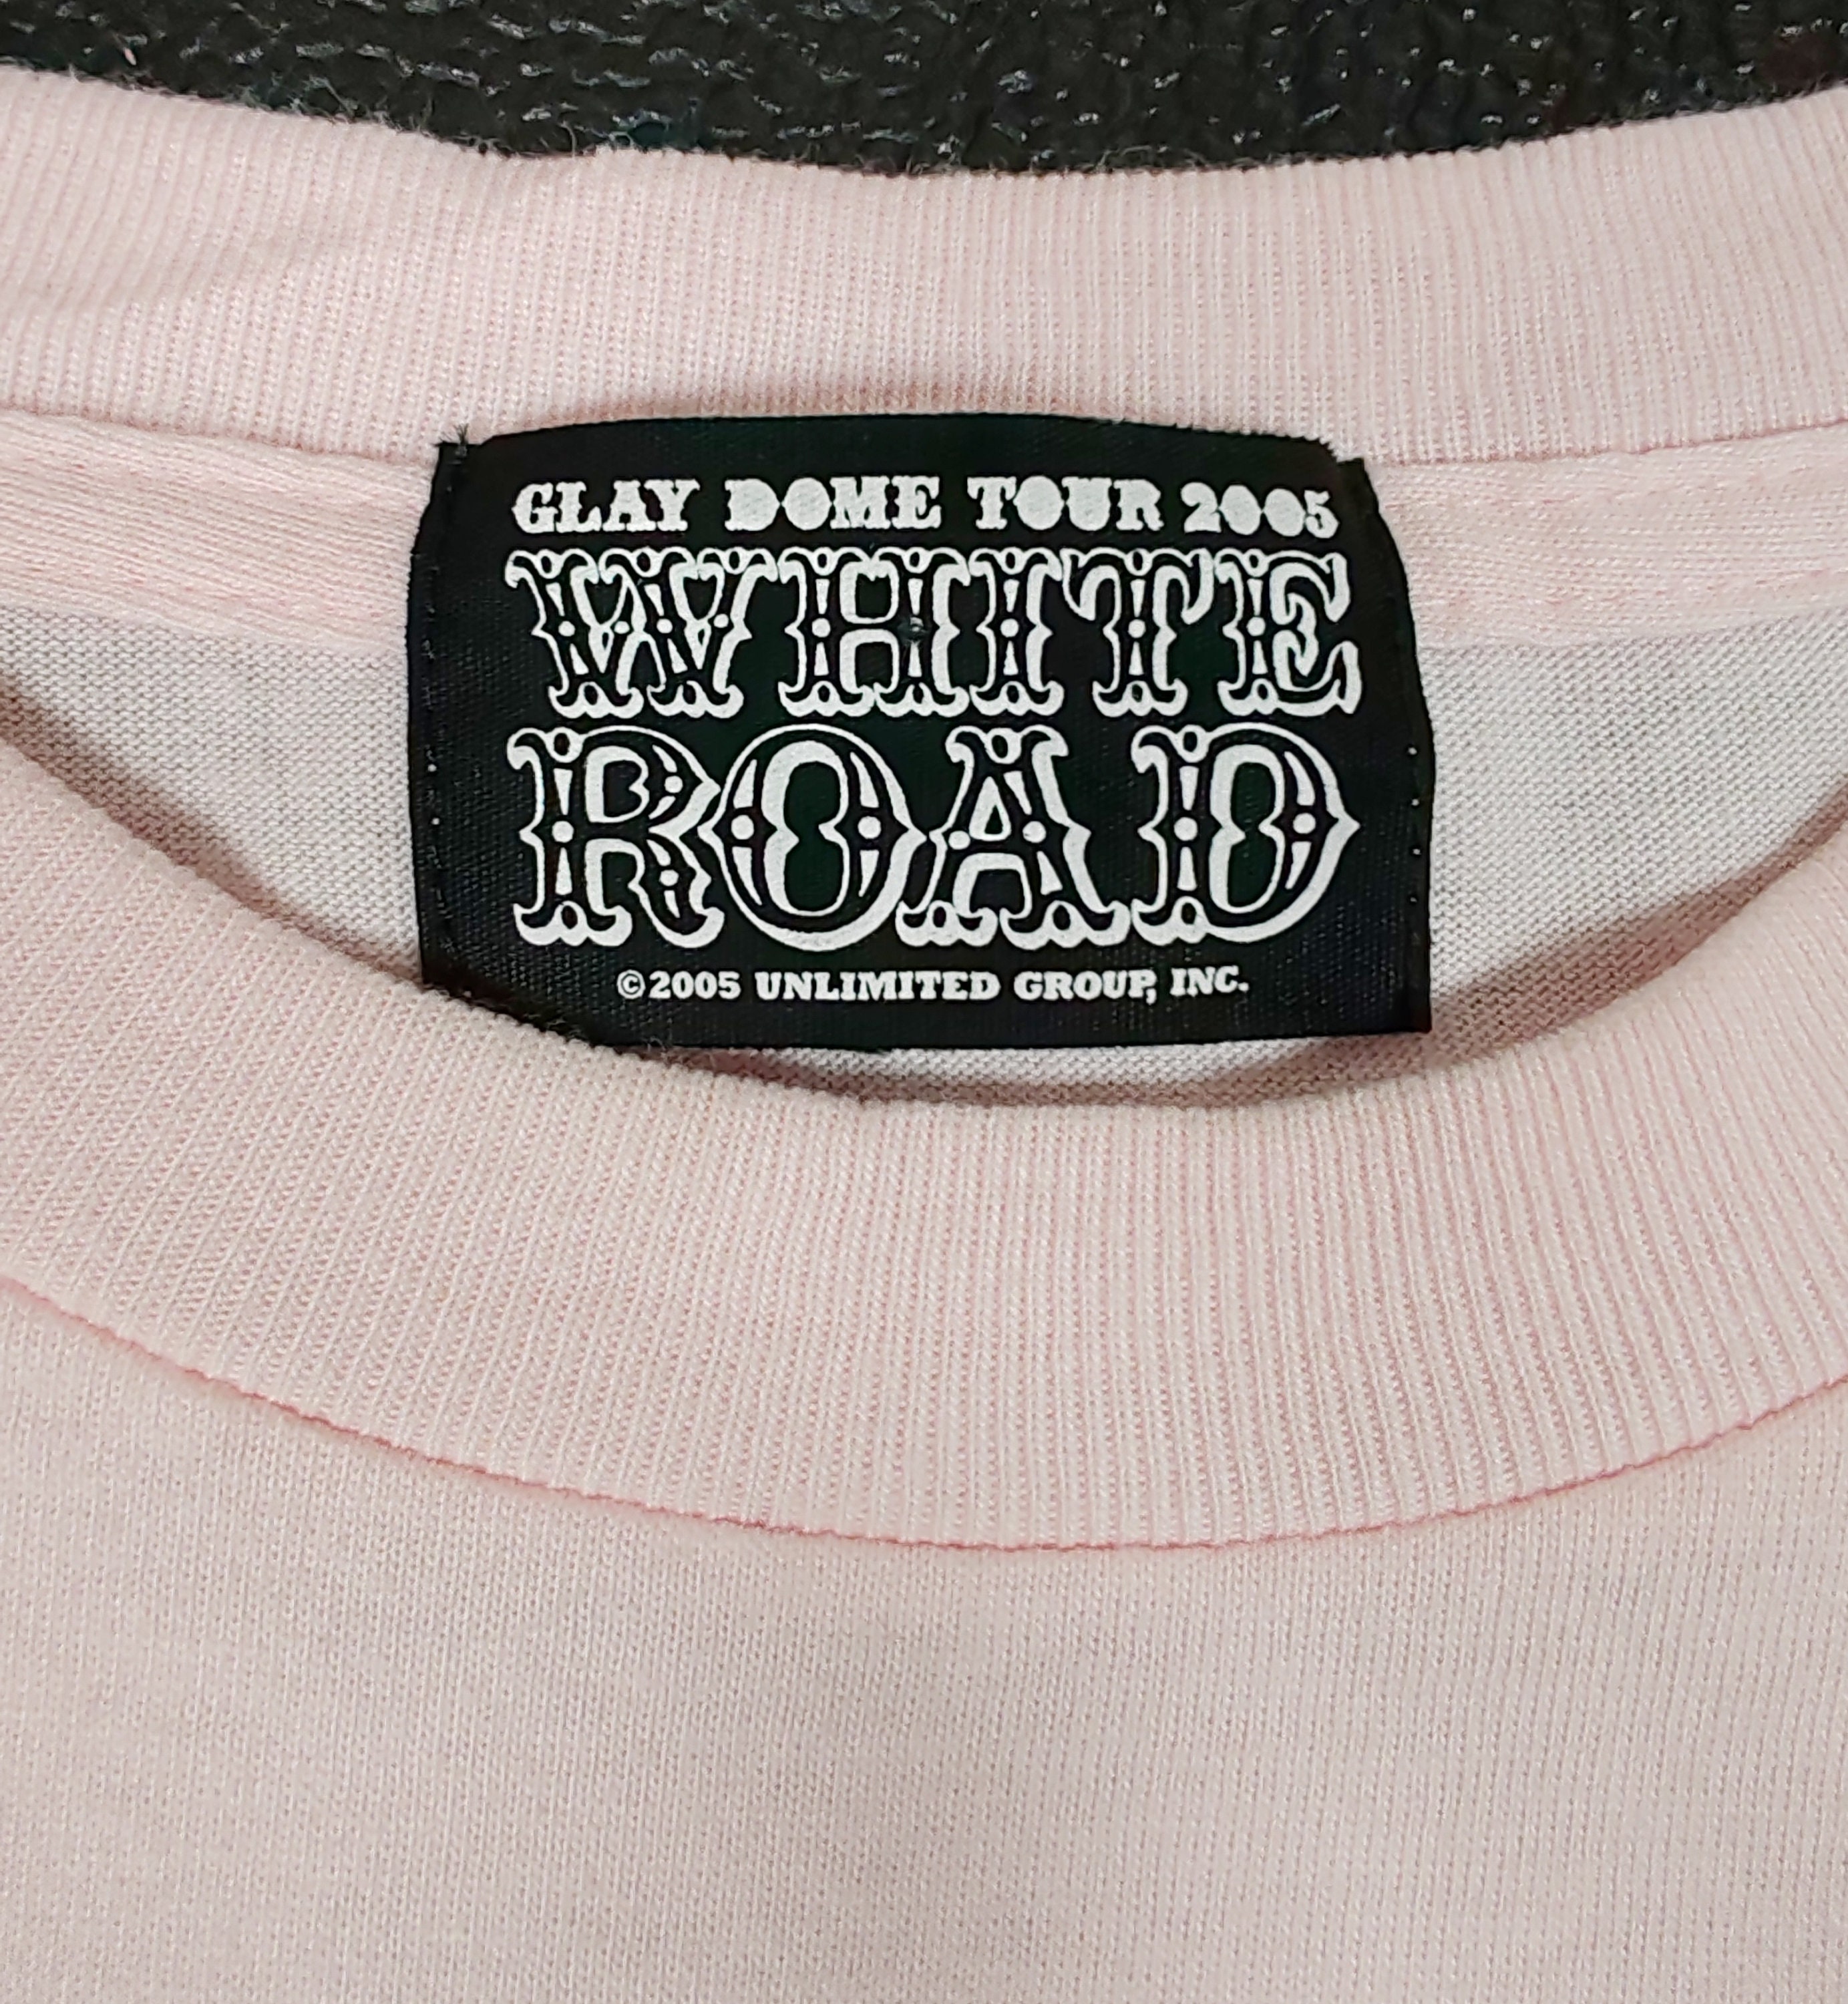 GLAY DOME TOUR 2005
WHITE
ROAD
©2005 UNLIMITED GROUP, INC.